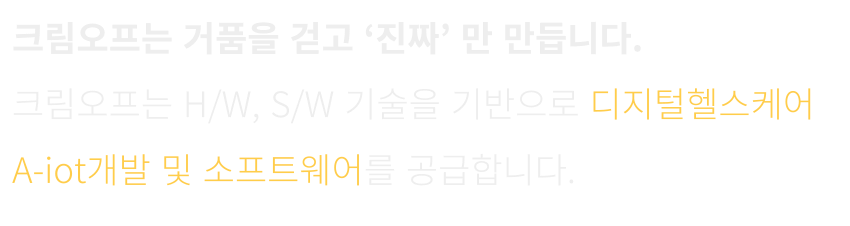 크림오프는 거품을 걷고 ‘진짜’ 만 만듭니다.
크림오프는 H/W, S/W 기술을 기반으로 디지털헬스케어
A-iot개발 및 소프트웨어를 공급합니다.